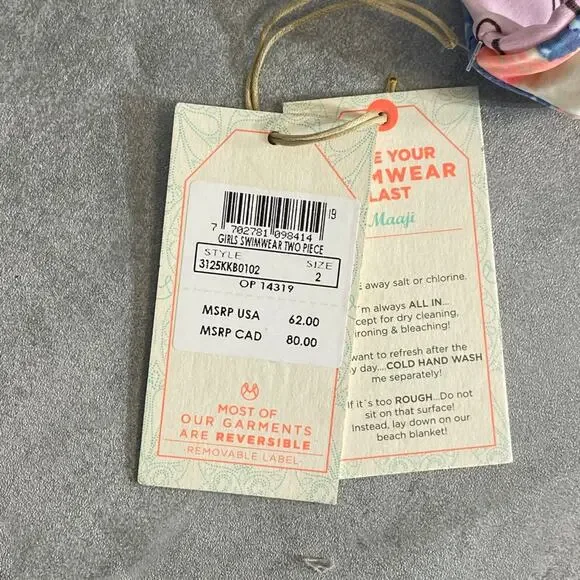 19
7 702781 098414
GIRLS SWIMWEAR TWO PIECE
STYLE SIZE
3125KKB0102 2
OP 14319
MSRP USA 62.00
MSRP CAD 80.00
MOST OF
OUR GARMENTS
ARE REVERSIBLE
REMOVABLE LABEL
E YOUR
MWEAR
LAST
Maaji
away salt or chlorine.
'm always ALL IN...
cept for dry cleaning,
ironing & bleaching!
want to refresh after the
y day...COLD HAND WASH
me separately!
If it's too ROUGH...Do not
sit on that surface!
Instead, lay down on our
beach blanket!